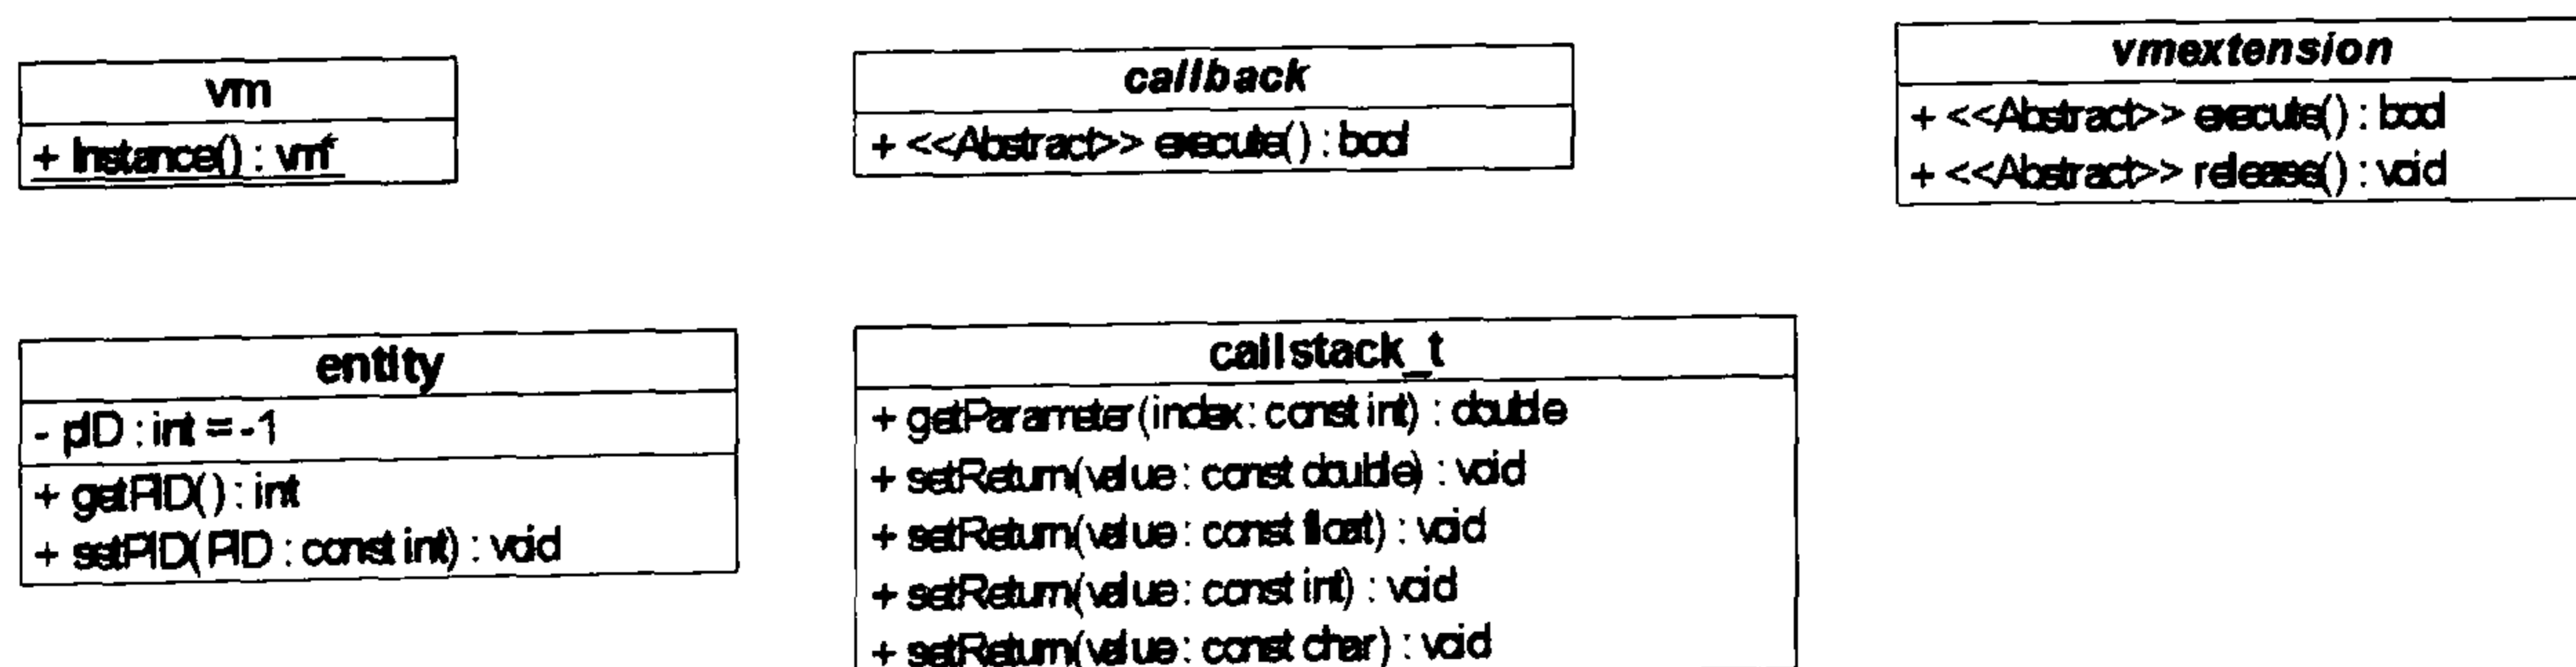 vm
+ Instance() : vmf
callback
+ <<Abstract>> execute() : bool
vmextension
+ <<Abstract>> execute() : bool
+ <<Abstract>> release() : void
entity
- pID : int = -1
+ getPID() : int
+ setPID(PID : const int) : void
callstack_t
+ getParameter(index : const int) : double
+ setReturn(value : const double) : void
+ setReturn(value : const float) : void
+ setReturn(value : const int) : void
+ setReturn(value : const char) : void